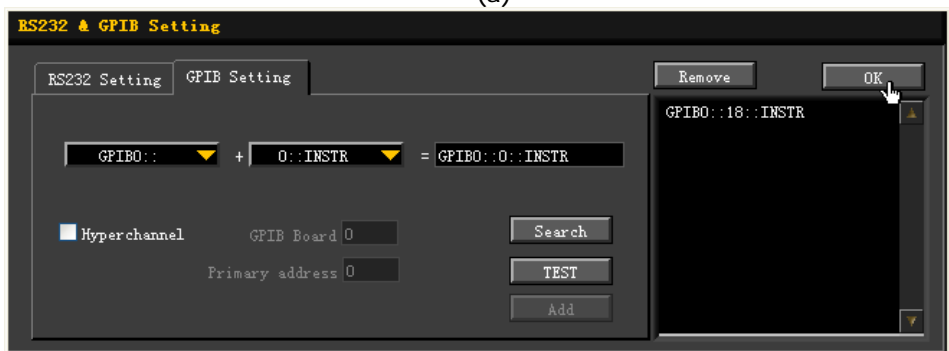 (a)
RS232 & GPIB Setting
RS232 Setting GPIB Setting Remove OK
GPIB0::18::INSTR
GPIB0:: + 0::INSTR = GPIB0::0::INSTR
Hyperchannel GPIB Board 0 Search
Primary address 0 TEST
Add